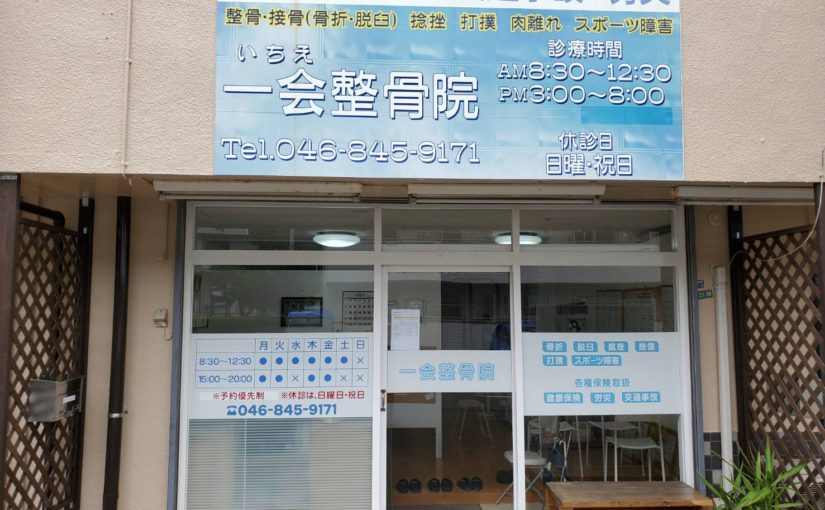 整骨・接骨(骨折・脱臼) 捻挫 打撲 肉離れ スポーツ障害
いちえ
一会整骨院
Tel.046-845-9171
診療時間
AM8:30〜12:30
PM3:00〜8:00
休診日
日曜・祝日
月 火 水 木 金 土 日
8:30〜12:30 ● ● ● ● ● ● ×
15:00〜20:00 ● ● × ● ● × ×
※予約優先制 ※休診は、日曜日・祝日
☎046-845-9171
一会整骨院
骨折 脱臼 捻挫 挫傷
打撲 スポーツ障害
各種保険取扱
健康保険 労災 交通事故